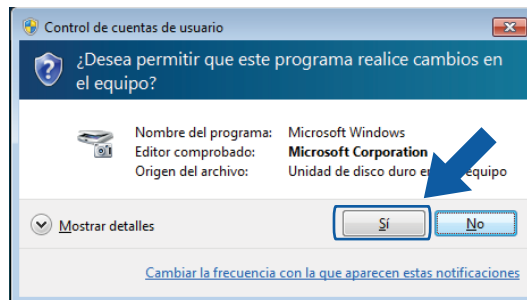 Control de cuentas de usuario
¿Desea permitir que este programa realice cambios en
el equipo?
Nombre del programa: Microsoft Windows
Editor comprobado: Microsoft Corporation
Origen del archivo: Unidad de disco duro equipo
Mostrar detalles Sí No
Cambiar la frecuencia con la que aparecen estas notificaciones